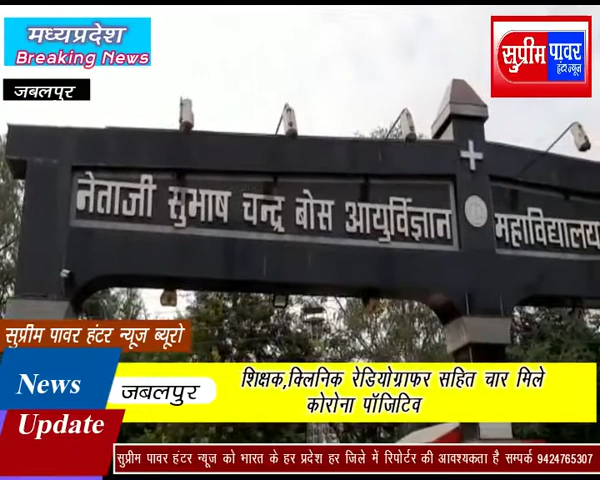 मध्यप्रदेश
Breaking News
जबलपुर
सुप्रीम पावर
हंटर न्यूज
नेताजी सुभाष चन्द्र बोस आयुर्विज्ञान महाविद्यालय
सुप्रीम पावर हंटर न्यूज ब्यूरो
News
Update
जबलपुर
शिक्षक,क्लिनिक रेडियोग्राफर सहित चार मिले
कोरोना पॉजिटिव
सुप्रीम पावर हंटर न्यूज को भारत के हर प्रदेश हर जिले में रिपोर्टर की आवश्यकता है सम्पर्क 9424765307